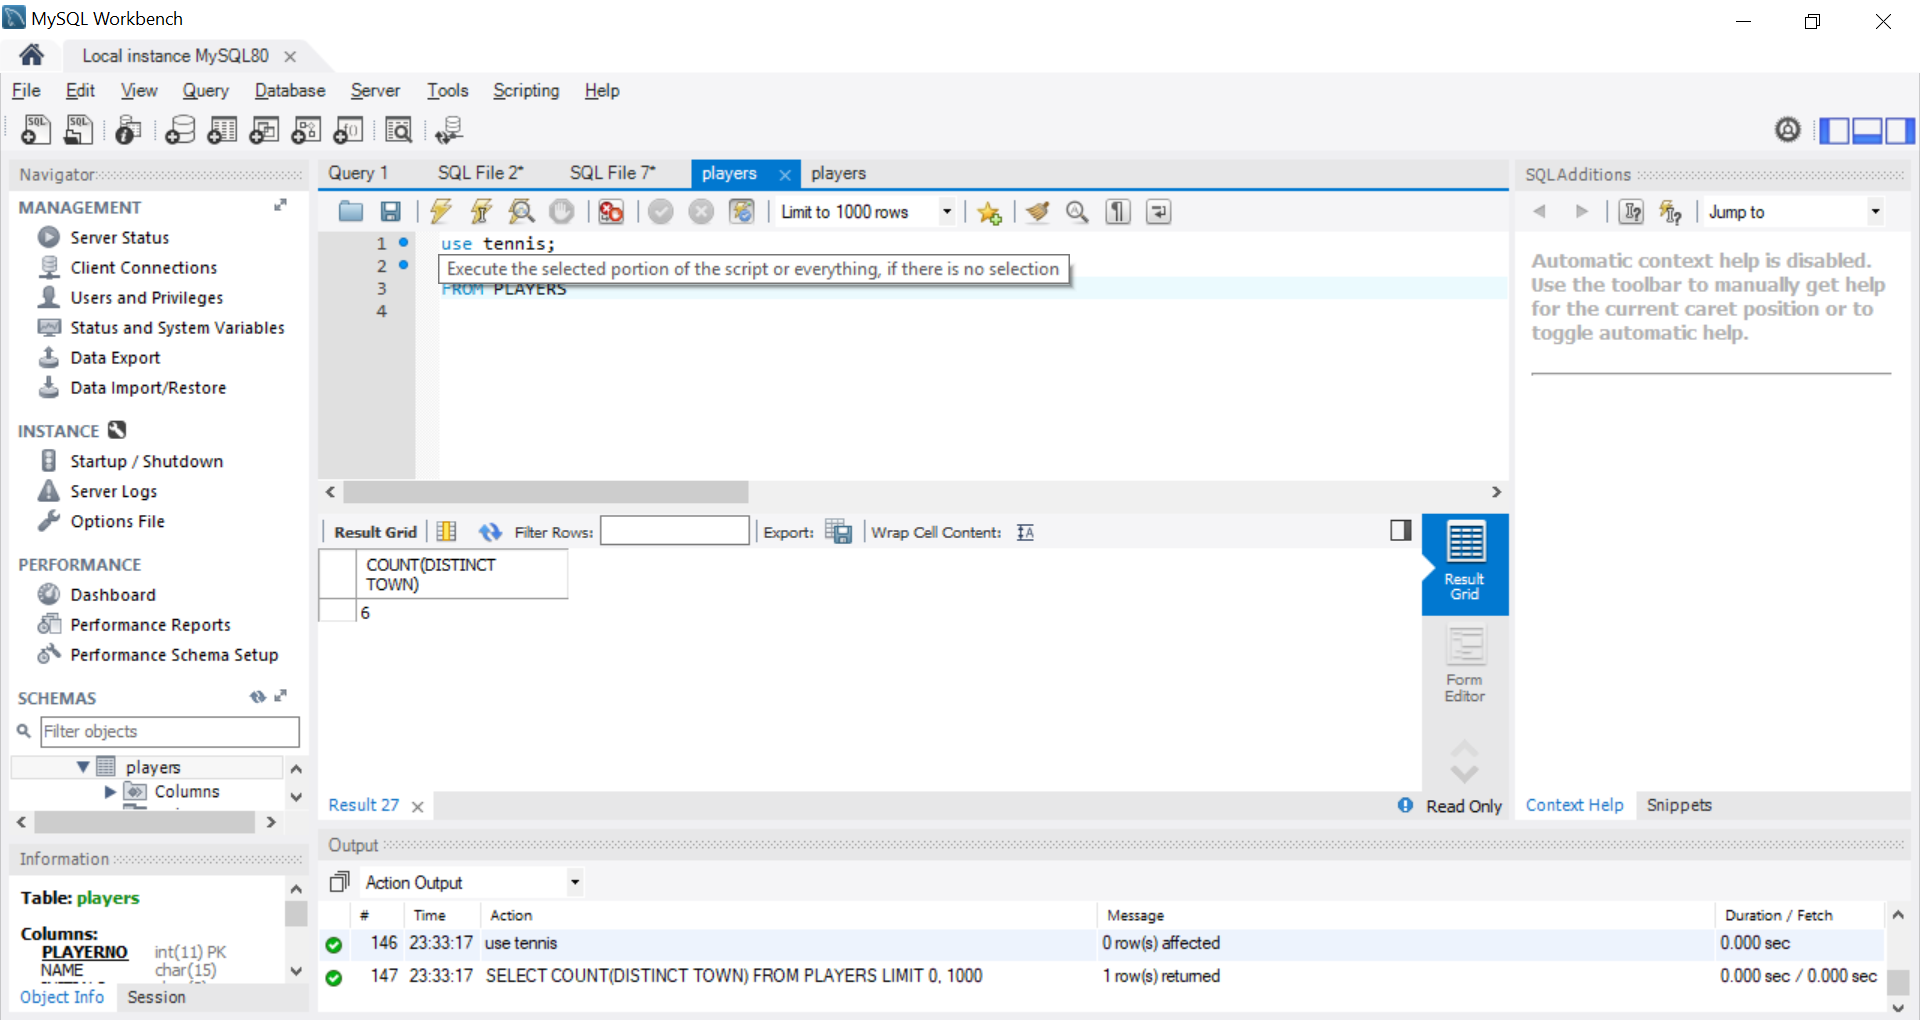 MySQL Workbench
Local instance MySQL80
File Edit View Query Database Server Tools Scripting Help
Navigator
MANAGEMENT
Server Status
Client Connections
Users and Privileges
Status and System Variables
Data Export
Data Import/Restore
INSTANCE
Startup / Shutdown
Server Logs
Options File
PERFORMANCE
Dashboard
Performance Reports
Performance Schema Setup
SCHEMAS
Filter objects
players
Columns
Information
Table: players
Columns:
PLAYERNO int(11) PK
NAME char(15)
Object Info Session
Query 1 SQL File 2* SQL File 7* players players
Limit to 1000 rows
1 use tennis;
2 Execute the selected portion of the script or everything, if there is no selection
3 FROM PLAYERS
4
Result Grid Filter Rows: Export: Wrap Cell Content:
COUNT(DISTINCT
TOWN)
6
Result
Grid
Form
Editor
Result 27 Read Only
SQLAdditions
Jump to
Automatic context help is disabled.
Use the toolbar to manually get help
for the current caret position or to
toggle automatic help.
Context Help Snippets
Output
Action Output
# Time Action Message Duration / Fetch
146 23:33:17 use tennis 0 row(s) affected 0.000 sec
147 23:33:17 SELECT COUNT(DISTINCT TOWN) FROM PLAYERS LIMIT 0, 1000 1 row(s) returned 0.000 sec / 0.000 sec